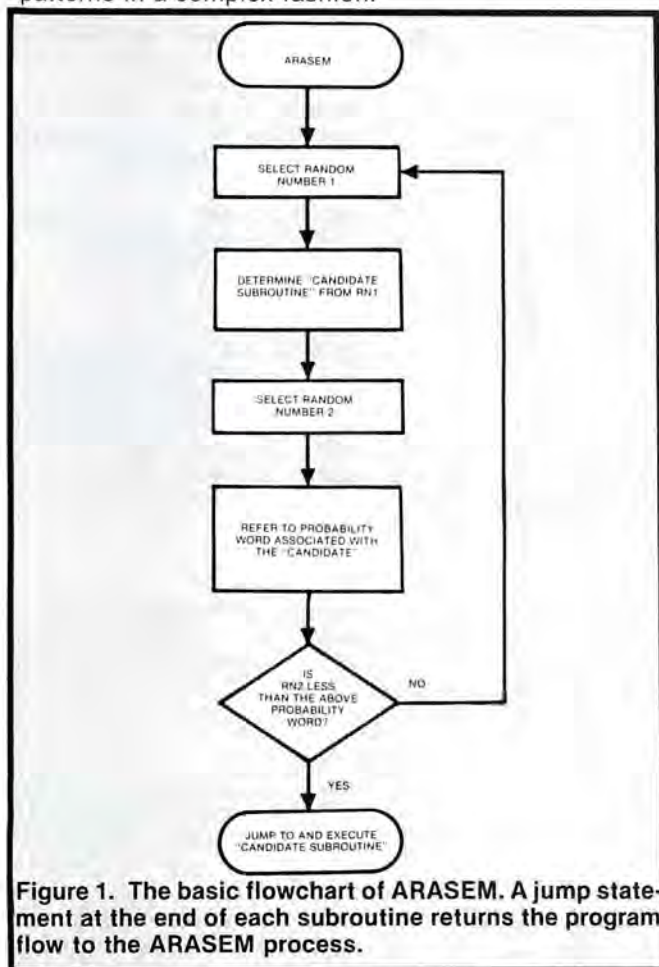 patterns in a complex fashion.
ARASEM
SELECT RANDOM
NUMBER 1
DETERMINE "CANDIDATE
SUBROUTINE" FROM RN1
SELECT RANDOM
NUMBER 2
REFER TO PROBABILITY
WORD ASSOCIATED WITH
THE "CANDIDATE"
IS
RN2 LESS
THAN THE ABOVE
PROBABILITY
WORD?
NO
YES
JUMP TO AND EXECUTE
"CANDIDATE SUBROUTINE"
Figure 1. The basic flowchart of ARASEM. A jump state-
ment at the end of each subroutine returns the program
flow to the ARASEM process.